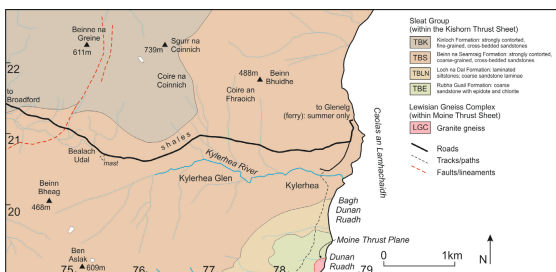 Beinne na
Greine
611m
Sgurr na
Coinnich
739m
Coire na
Coinnich
488m
Beinn
Bhuidhe
Coire an
Fhraoich
22
to
Broadford
21
shales
to Glenelg
(ferry): summer only
Caolas an Lamhachaidh
Bealach
Udal
mast
Kylerhea River
Kylerhea Glen
Kylerhea
Beinn
Bheag
468m
20
Bagh
Dunan
Ruadh
Moine Thrust Plane
Ben
Aslak
609m
Dunan
Ruadh
75
76
77
78
79
0
1km
N
Sleat Group
(within the Kishorn Thrust Sheet)
TBK
Kinloch Formation: strongly contorted,
fine-grained, cross-bedded sandstones
TBS
Beinn na Seamraig Formation: strongly contorted,
coarse-grained, cross-bedded sandstones
TBLN
Loch na Dal Formation: laminated
siltstones; coarse sandstone laminae
TBE
Rubha Guail Formation: coarse
sandstone with epidote and chlorite
Lewisian Gneiss Complex
(within Moine Thrust Sheet)
LGC
Granitic gneiss
Roads
Tracks/paths
Faults/lineaments